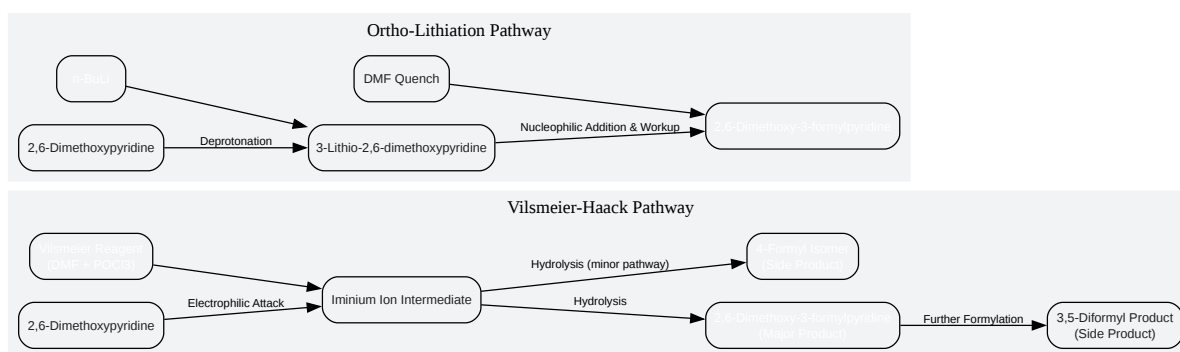 Ortho-Lithiation Pathway
n-BuLi
DMF Quench
2,6-Dimethoxypyridine
Deprotonation
3-Lithio-2,6-dimethoxypyridine
Nucleophilic Addition & Workup
2,6-Dimethoxy-3-formylpyridine
Vilsmeier-Haack Pathway
Vilsmeier Reagent
(DMF + POCl3)
2,6-Dimethoxypyridine
Electrophilic Attack
Iminium Ion Intermediate
Hydrolysis (minor pathway)
4-Formyl Isomer
(Side Product)
Hydrolysis
2,6-Dimethoxy-3-formylpyridine
(Major Product)
Further Formylation
3,5-Diformyl Product
(Side Product)